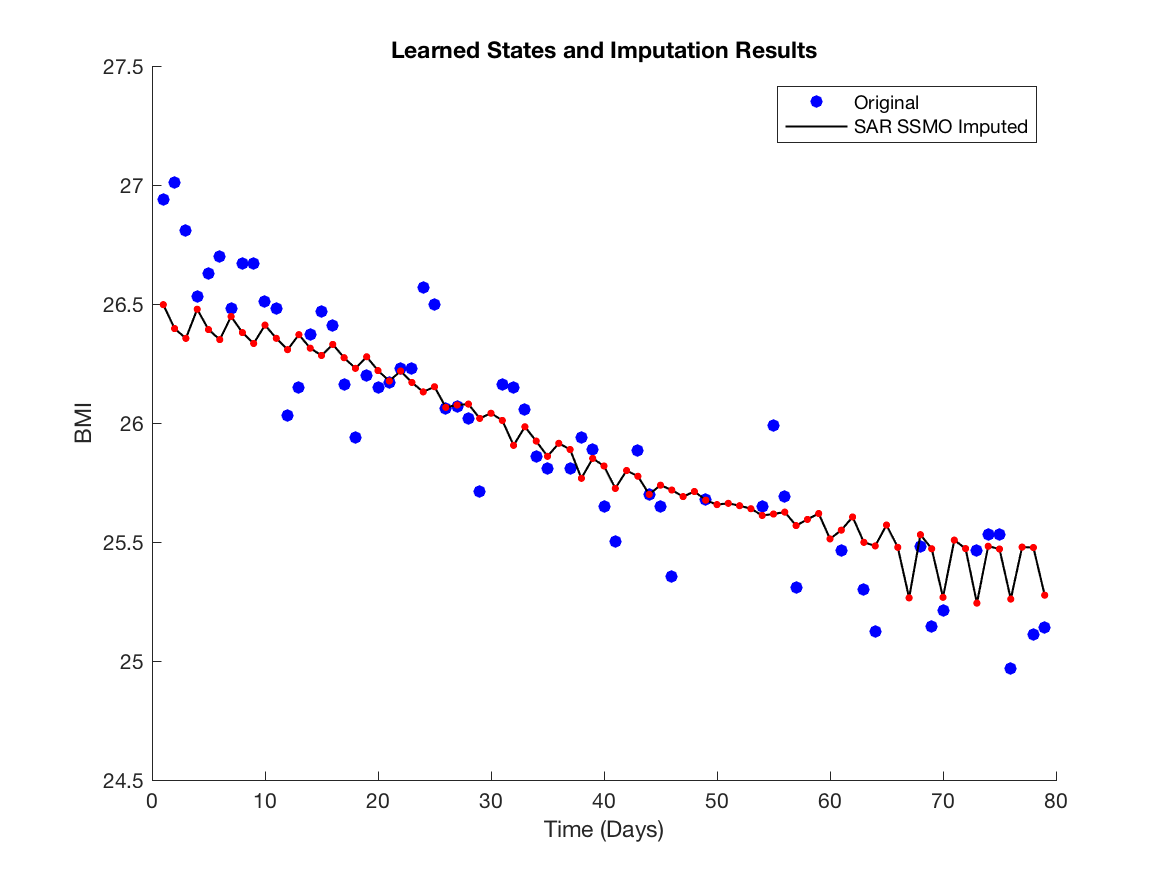 Learned States and Imputation Results
Original
SAR SSMO Imputed
27.5
27
26.5
26
25.5
25
24.5
BMI
0 10 20 30 40 50 60 70 80
Time (Days)